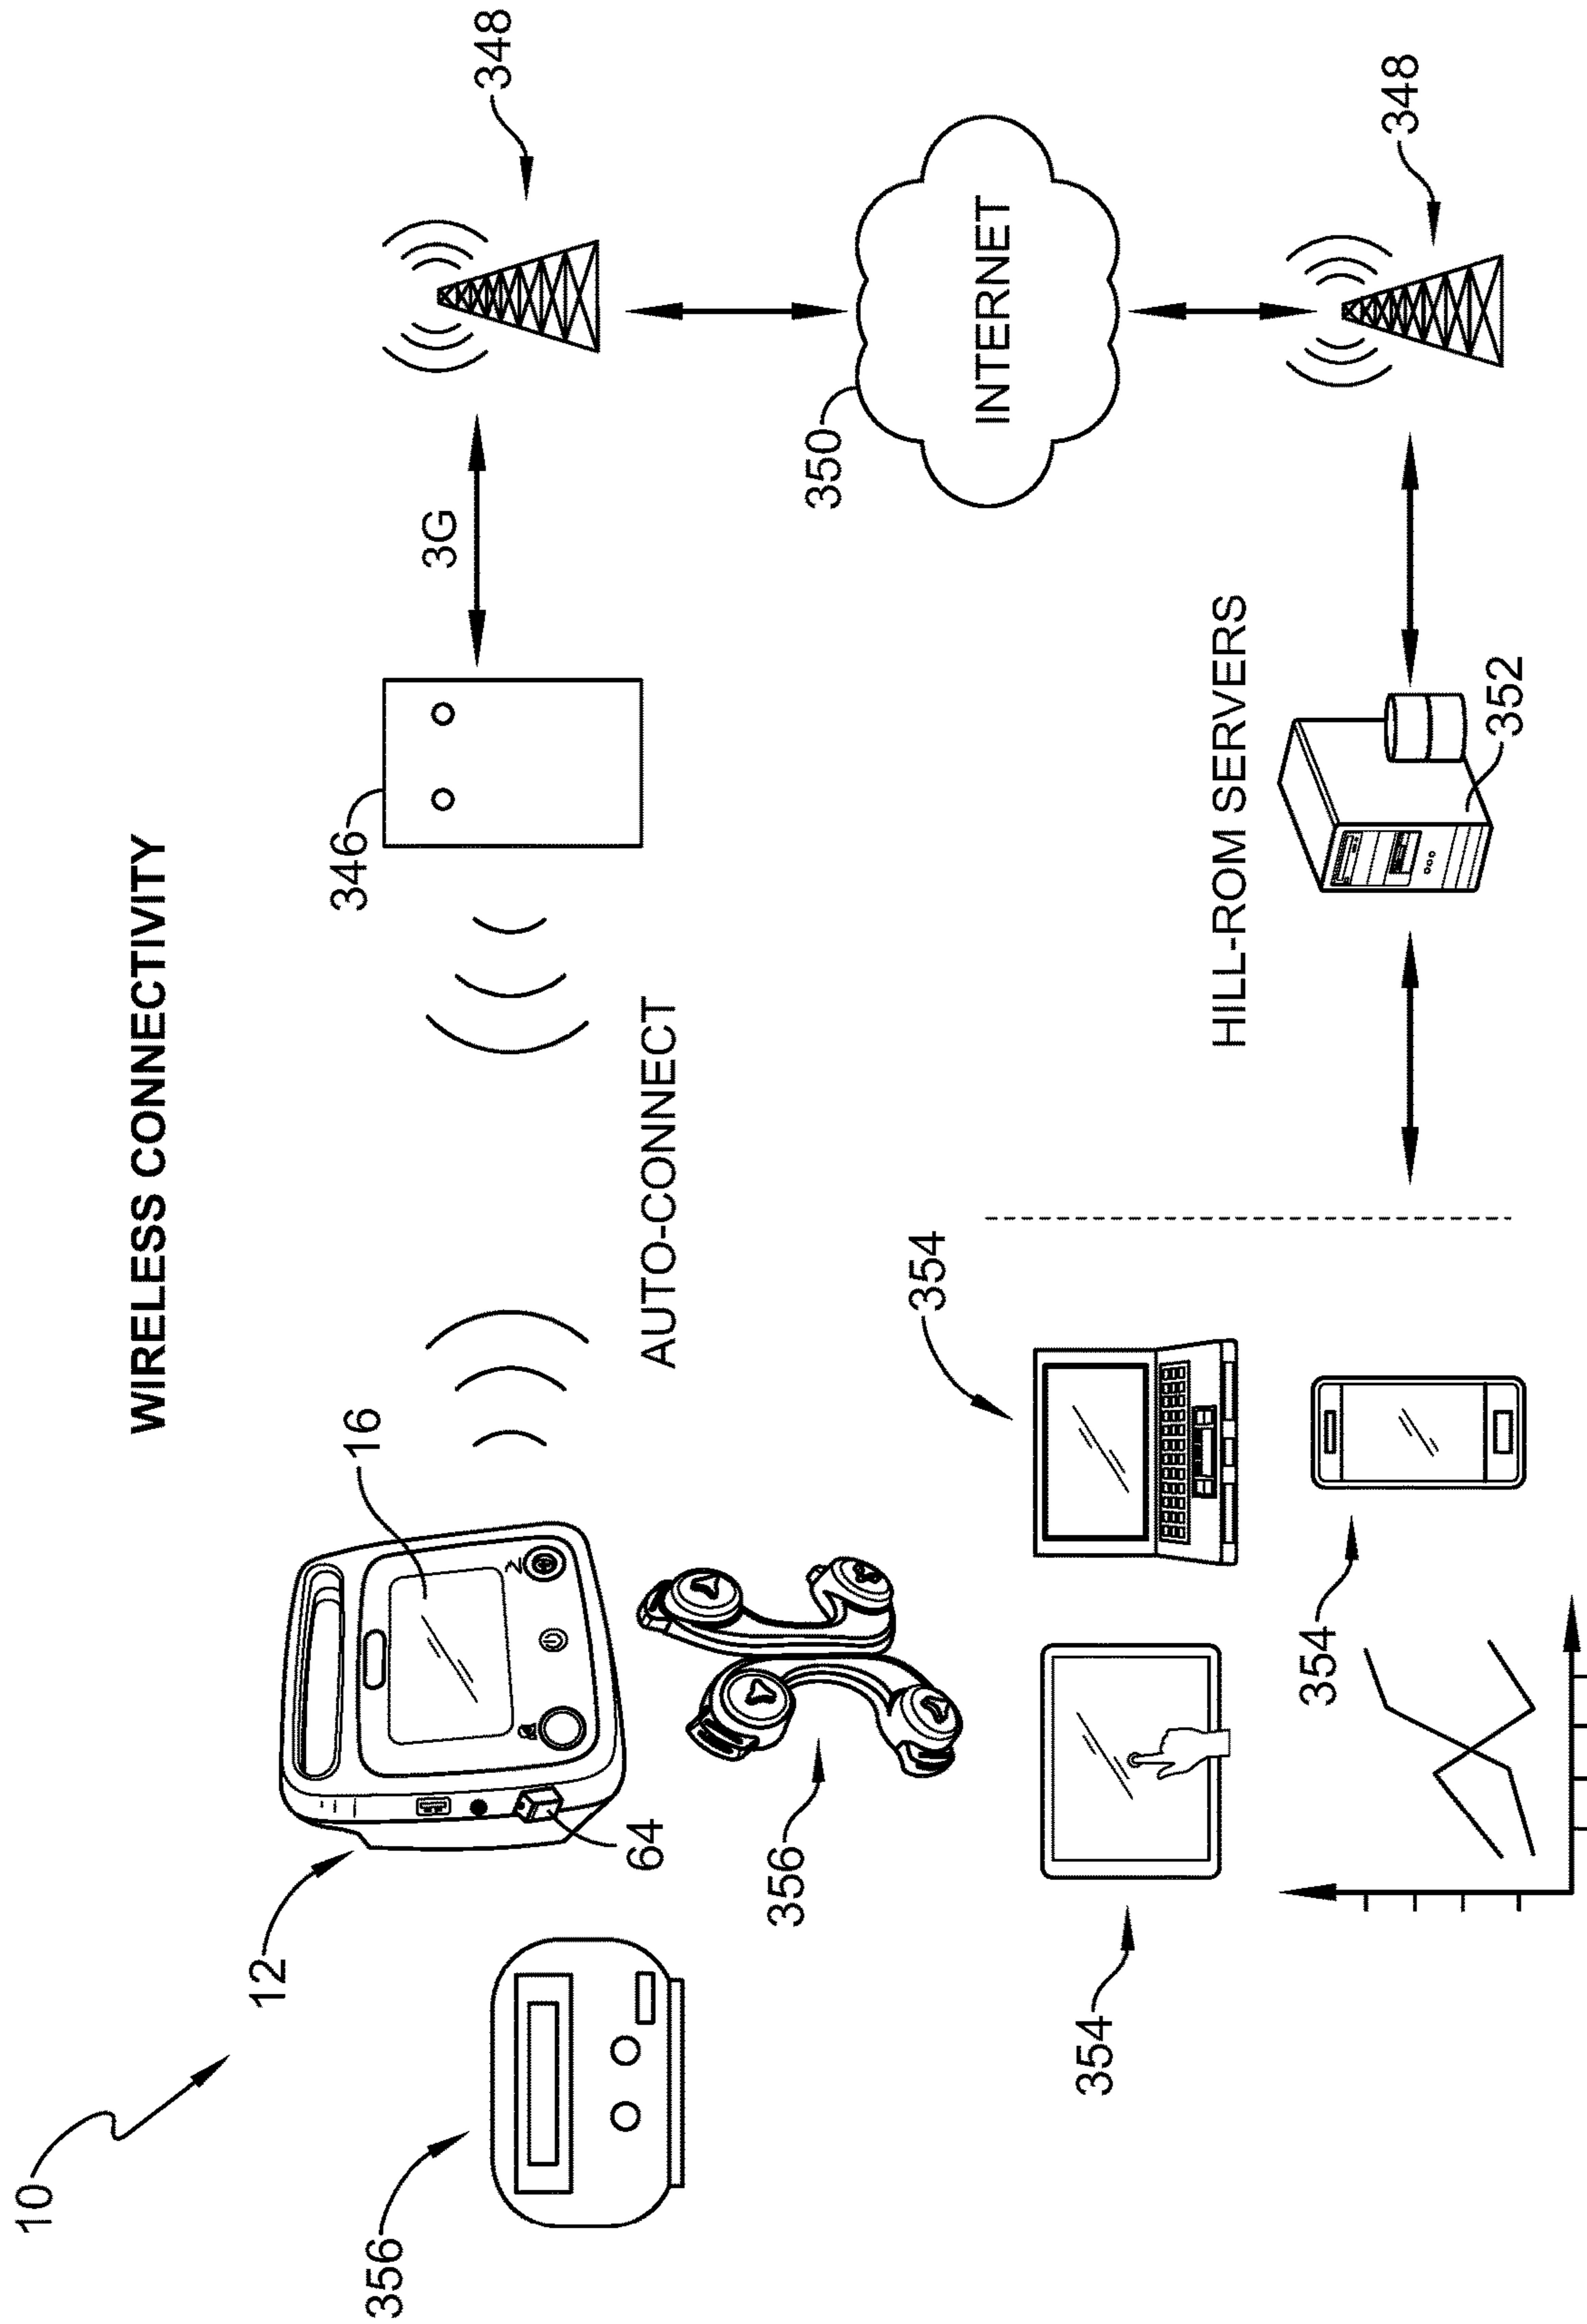 WIRELESS CONNECTIVITY
10
12
16
346
3G
348
356
64
AUTO-CONNECT
356
350
INTERNET
354
354
354
HILL-ROM SERVERS
352
348